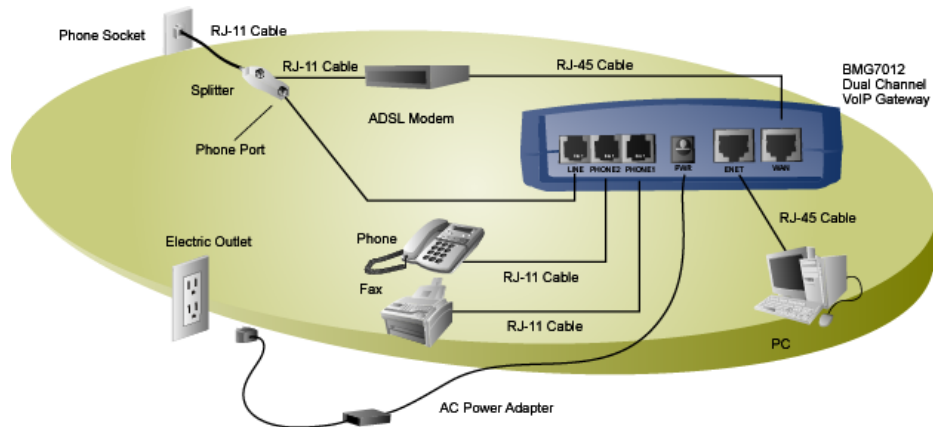 Phone Socket
RJ-11 Cable
Splitter
RJ-11 Cable
ADSL Modem
RJ-45 Cable
BMG7012
Dual Channel
VoIP Gateway
Phone Port
LINE
PHONE2
PHONE1
PWR
ENET
WAN
RJ-45 Cable
Electric Outlet
Phone
RJ-11 Cable
Fax
RJ-11 Cable
PC
AC Power Adapter